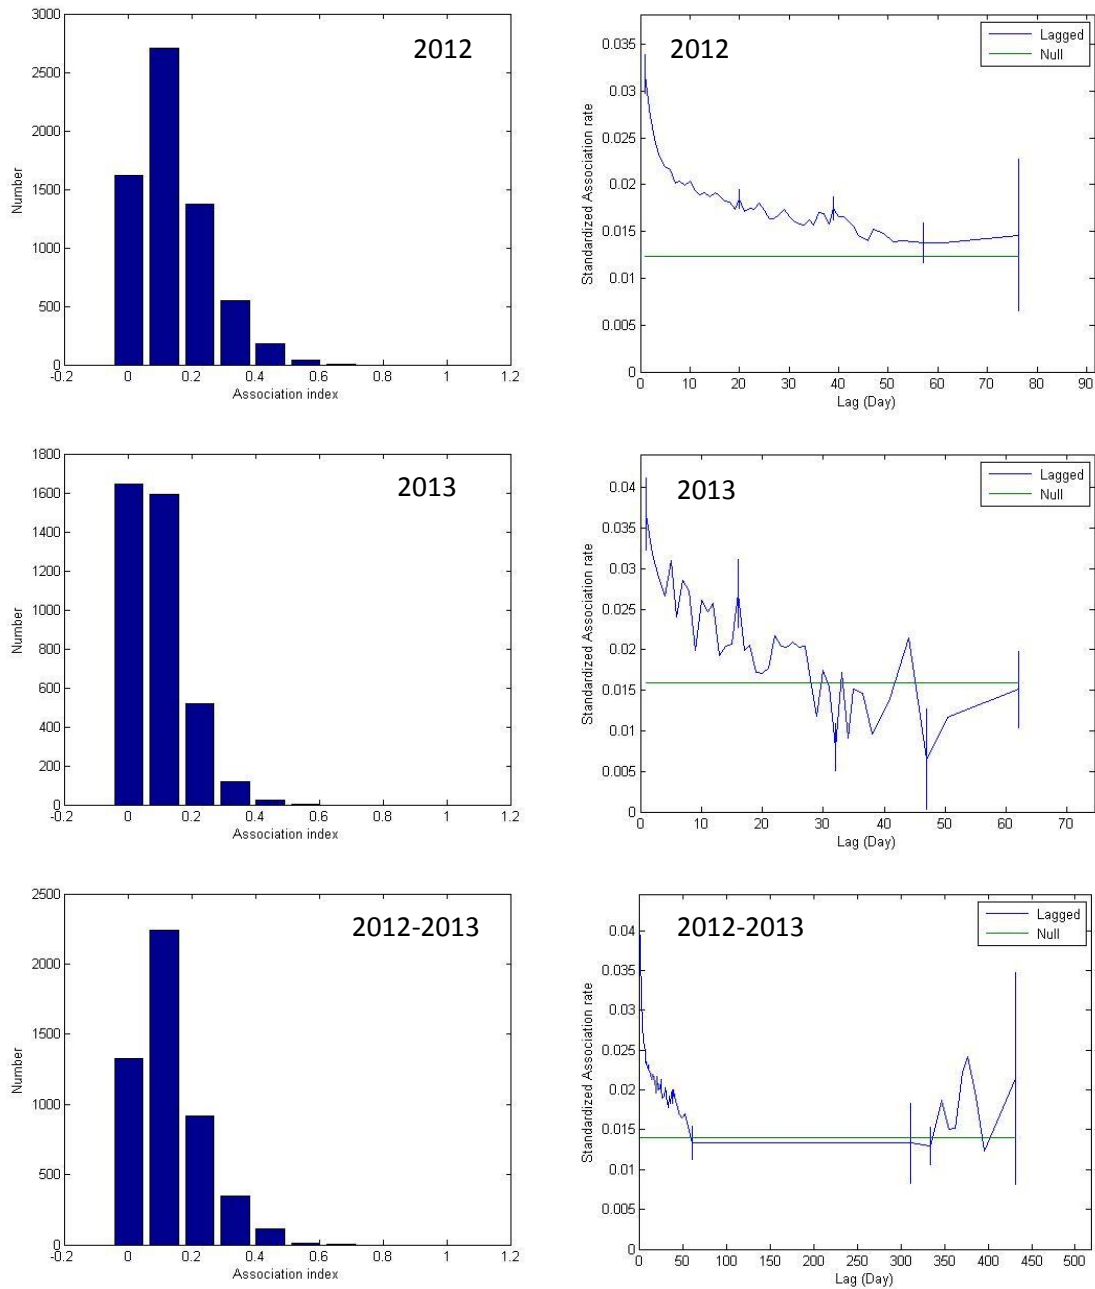 3000
2500
2000
1500
1000
500
0
-0.2 0 0.2 0.4 0.6 0.8 1 1.2
Number
Association index
2012
0.035
0.03
0.025
0.02
0.015
0.01
0.005
0
0 10 20 30 40 50 60 70 80 90
Standardized Association rate
Lag (Day)
2012
Lagged
Null
1800
1600
1400
1200
1000
800
600
400
200
0
-0.2 0 0.2 0.4 0.6 0.8 1 1.2
Number
Association index
2013
0.04
0.035
0.03
0.025
0.02
0.015
0.01
0.005
0
0 10 20 30 40 50 60 70
Standardized Association rate
Lag (Day)
2013
Lagged
Null
2500
2000
1500
1000
500
0
-0.2 0 0.2 0.4 0.6 0.8 1 1.2
Number
Association index
2012-2013
0.04
0.035
0.03
0.025
0.02
0.015
0.01
0.005
0
0 50 100 150 200 250 300 350 400 450 500
Standardized Association rate
Lag (Day)
2012-2013
Lagged
Null